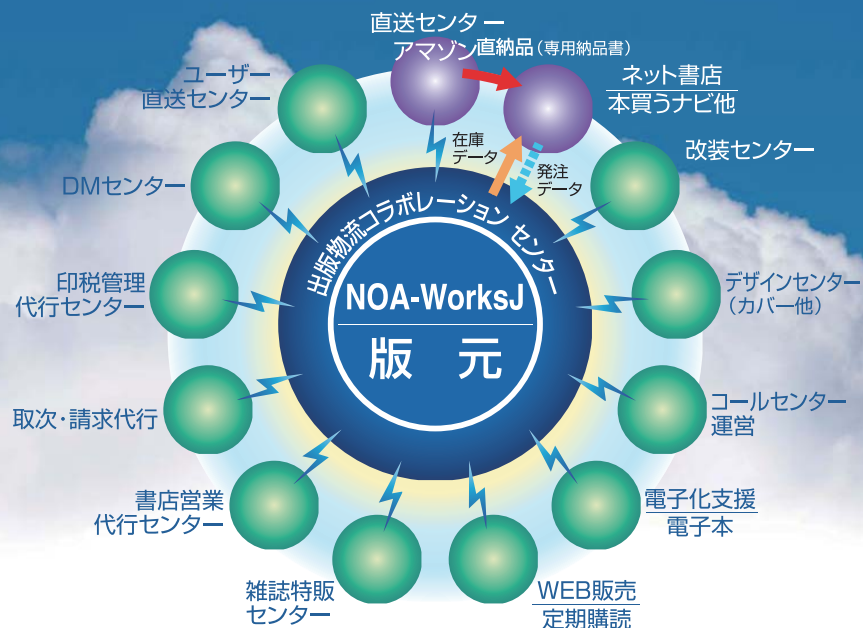 直送センター
アマゾン直納品（専用納品書）
ネット書店
本買うナビ他
改装センター
デザインセンター
（カバー他）
コールセンター
運営
電子化支援
電子本
WEB販売
定期購読
雑誌特販
センター
書店営業
代行センター
取次・請求代行
印税管理
代行センター
DMセンター
ユーザー
直送センター
在庫
データ
発注
データ
出版物流コラボレーション センター
NOA-WorksJ
版 元